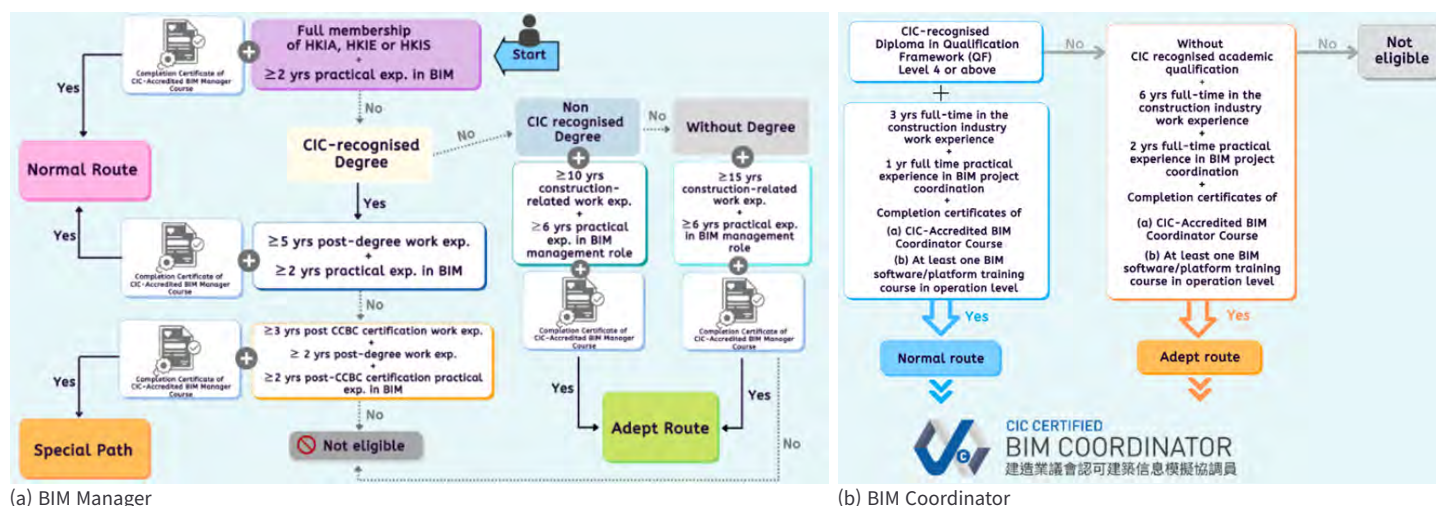 Full membership
of HKIA, HKIE or HKIS
+
≥2 yrs practical exp. in BIM
Start
Completion Certificate of
CIC-Accredited BIM Manager
Course
Yes
No
Normal Route
CIC-recognised
Degree
No
Non
CIC recognised
Degree
No
Without Degree
≥10 yrs
construction-
related work exp.
+
≥6 yrs practical
exp. in BIM
management role
≥15 yrs
construction-related
work exp.
+
≥6 yrs practical exp.
in BIM management
role
Yes
Yes
Completion Certificate of
CIC-Accredited BIM Manager
Course
≥5 yrs post-degree work exp.
+
≥2 yrs practical exp. in BIM
No
Completion Certificate of
CIC-Accredited BIM Manager
Course
Completion Certificate of
CIC-Accredited BIM Manager
Course
Completion Certificate of
CIC-Accredited BIM Manager
Course
≥3 yrs post CCBC certification work exp.
+
≥ 2 yrs post-degree work exp.
+
≥2 yrs post-CCBC certification practical
exp. in BIM
Yes
No
Yes
Yes
No
Special Path
Not eligible
Adept Route
(a) BIM Manager
CIC-recognised
Diploma in Qualification
Framework (QF)
Level 4 or above
No
+
3 yrs full-time in the
construction industry
work experience
+
1 yr full time practical
experience in BIM project
coordination
+
Completion certificates of
(a) CIC-Accredited BIM
Coordinator Course
(b) At least one BIM
software/platform training
course in operation level
Yes
Normal route
Without
CIC recognised academic
qualification
+
6 yrs full-time in the
construction industry
work experience
+
2 yrs full-time practical
experience in BIM project
coordination
+
Completion certificates of
(a) CIC-Accredited BIM
Coordinator Course
(b) At least one BIM
software/platform training
course in operation level
Yes
Adept route
No
Not
eligible
CIC CERTIFIED
BIM COORDINATOR
建造業議會認可建築信息模擬協調員
(b) BIM Coordinator